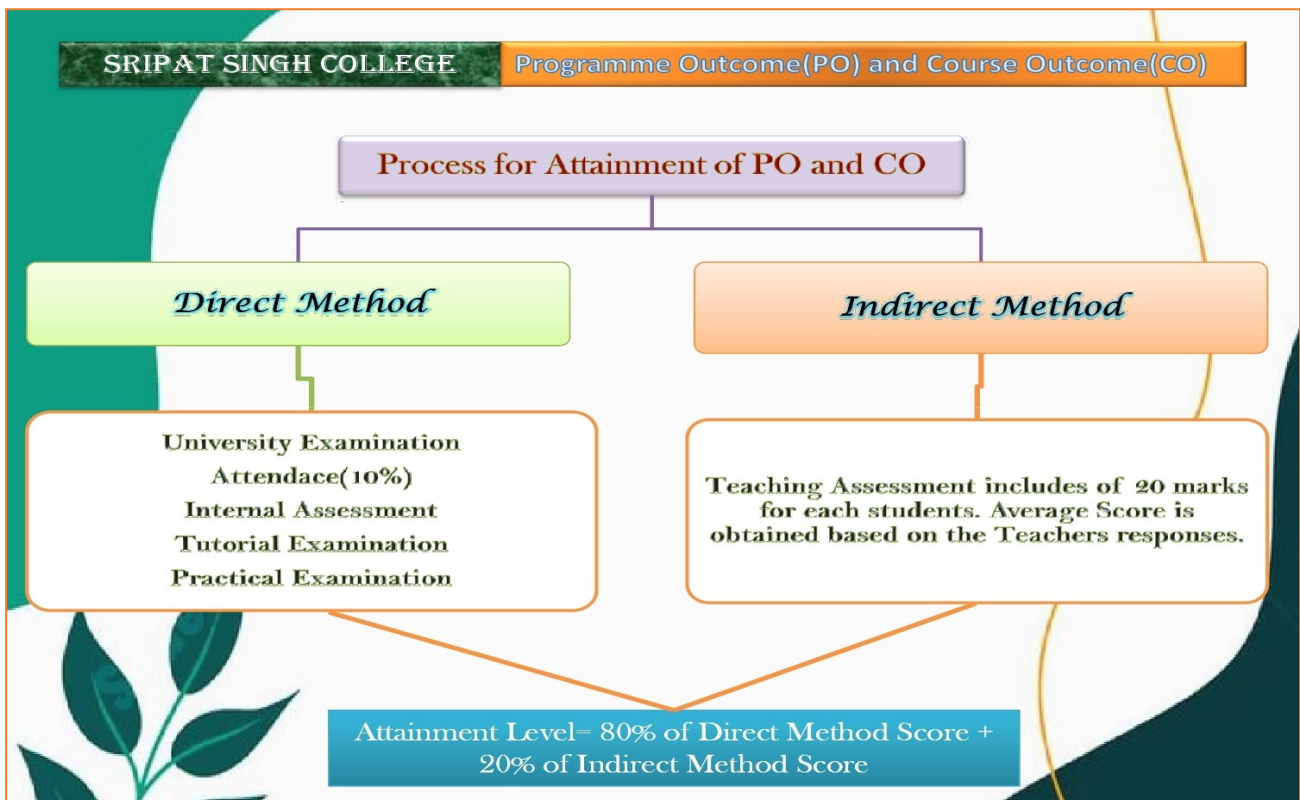 SRIPAT SINGH COLLEGE
Programme Outcome(PO) and Course Outcome(CO)
Process for Attainment of PO and CO
Direct Method
Indirect Method
University Examination
Attendace(10%)
Internal Assessment
Tutorial Examination
Practical Examination
Teaching Assessment includes of 20 marks
for each students. Average Score is
obtained based on the Teachers responses.
Attainment Level= 80% of Direct Method Score +
20% of Indirect Method Score